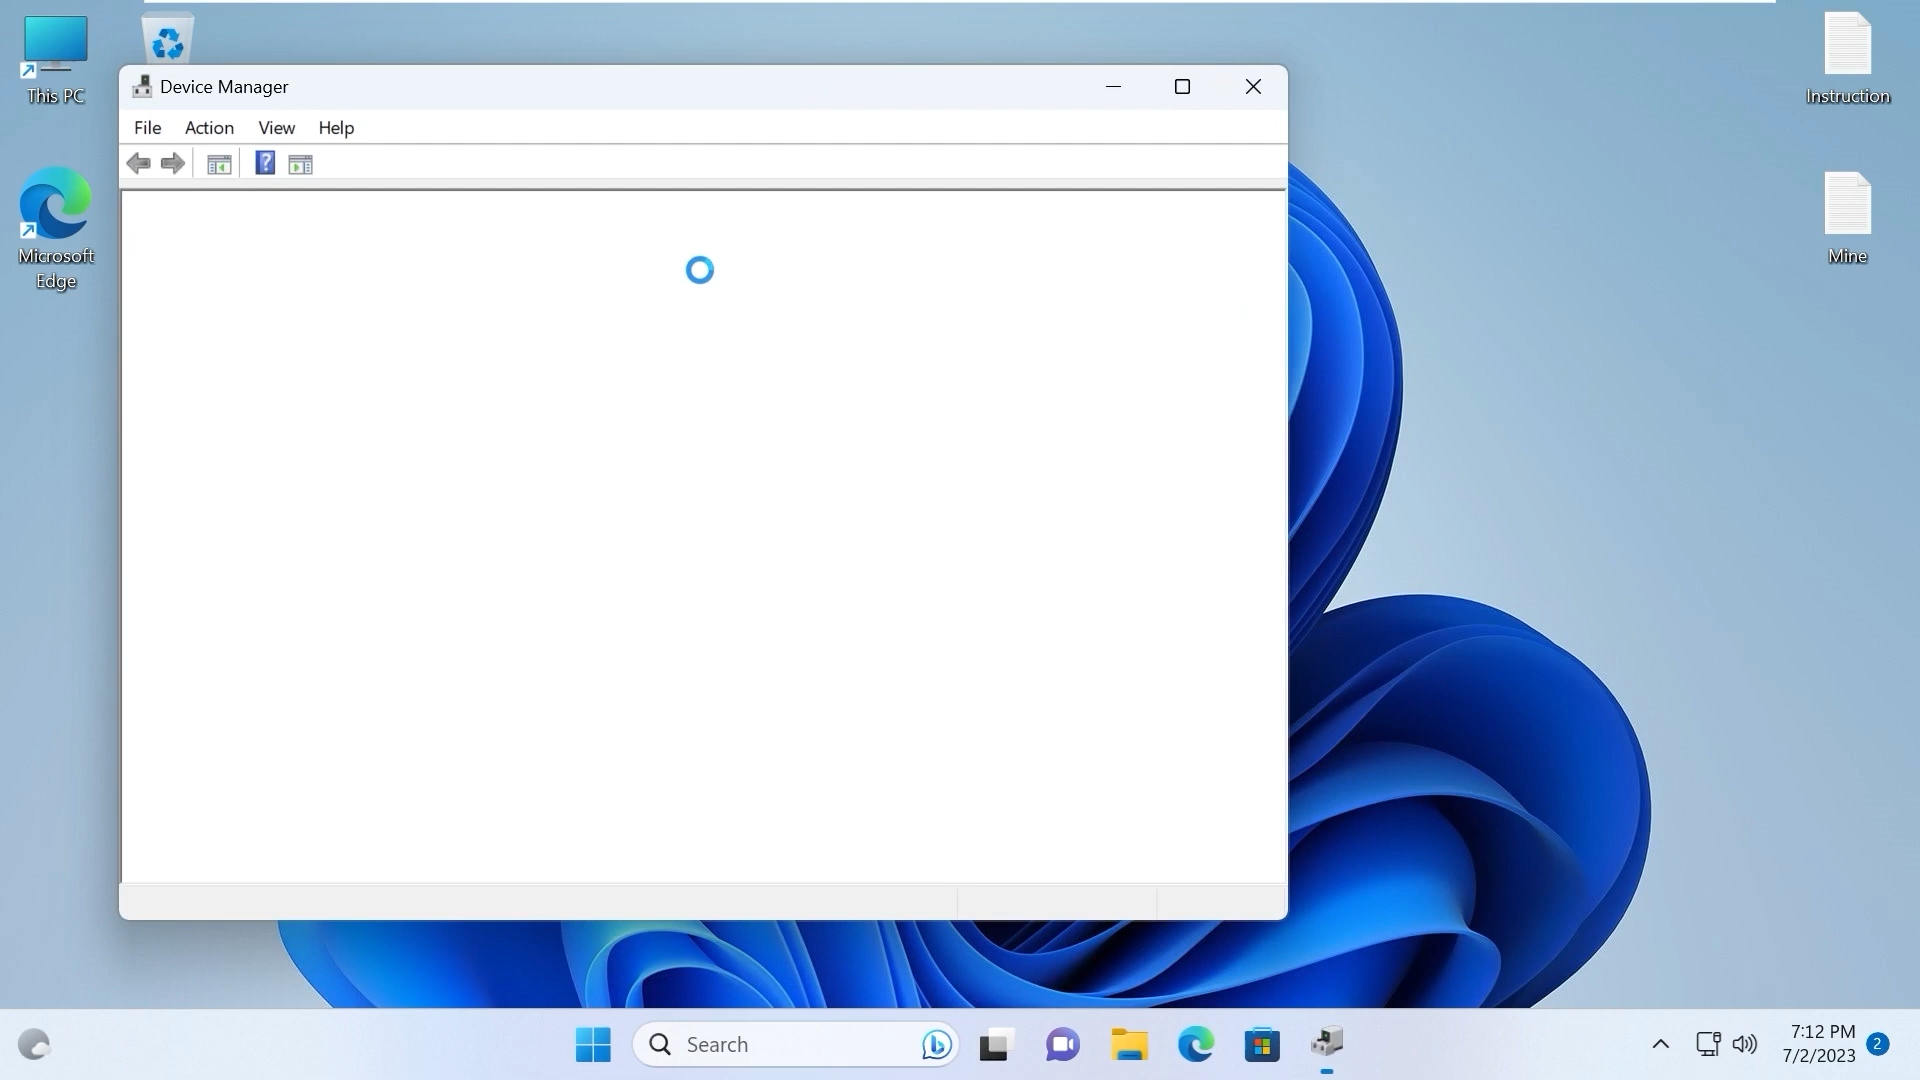 This PC
Device Manager
File Action View Help
Microsoft
Edge
Instruction
Mine
Search
7:12 PM
7/2/2023
2